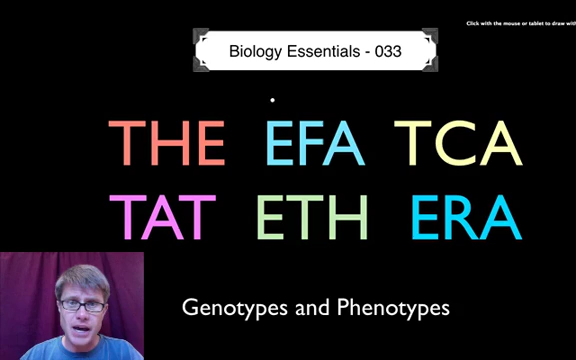 Click with the mouse or tablet to draw with
Biology Essentials - 033
THE EFA TCA
TAT ETH ERA
Genotypes and Phenotypes